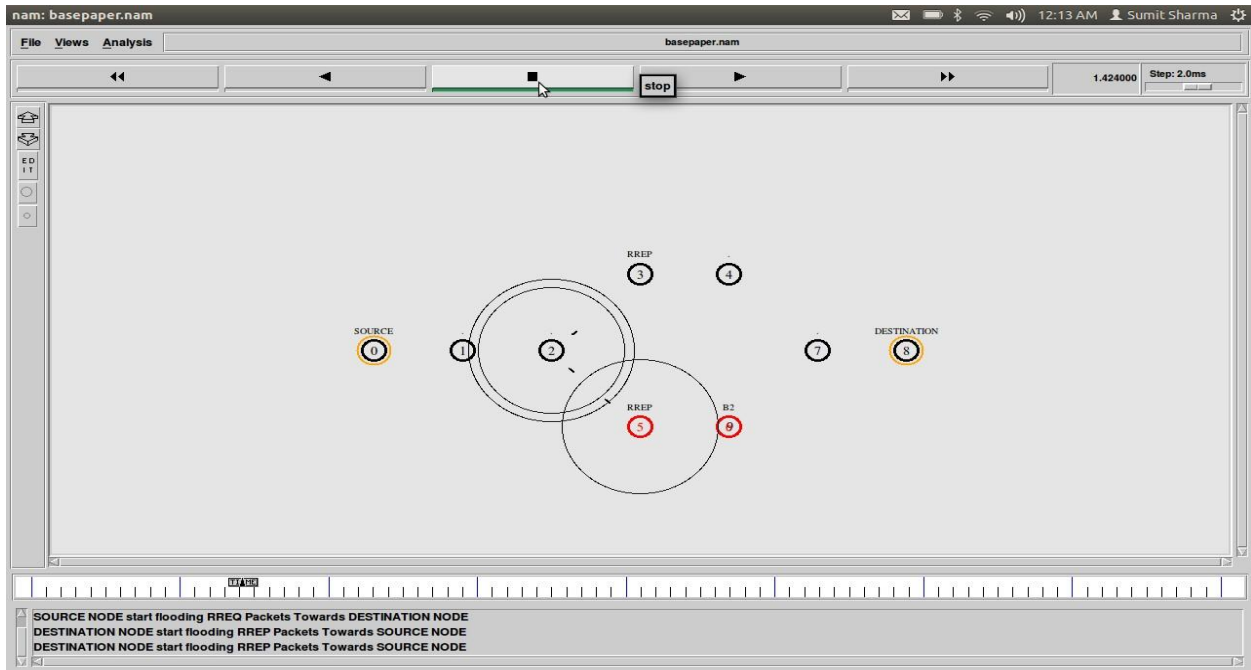 nam: basepaper.nam
12:13 AM Sumit Sharma
File Views Analysis
basepaper.nam
stop
1.424000
Step: 2.0ms
ED
IT
RREP
3
4
SOURCE
DESTINATION
0
1
2
7
8
RREP
B2
5
TIME
SOURCE NODE start flooding RREQ Packets Towards DESTINATION NODE
DESTINATION NODE start flooding RREP Packets Towards SOURCE NODE
DESTINATION NODE start flooding RREP Packets Towards SOURCE NODE